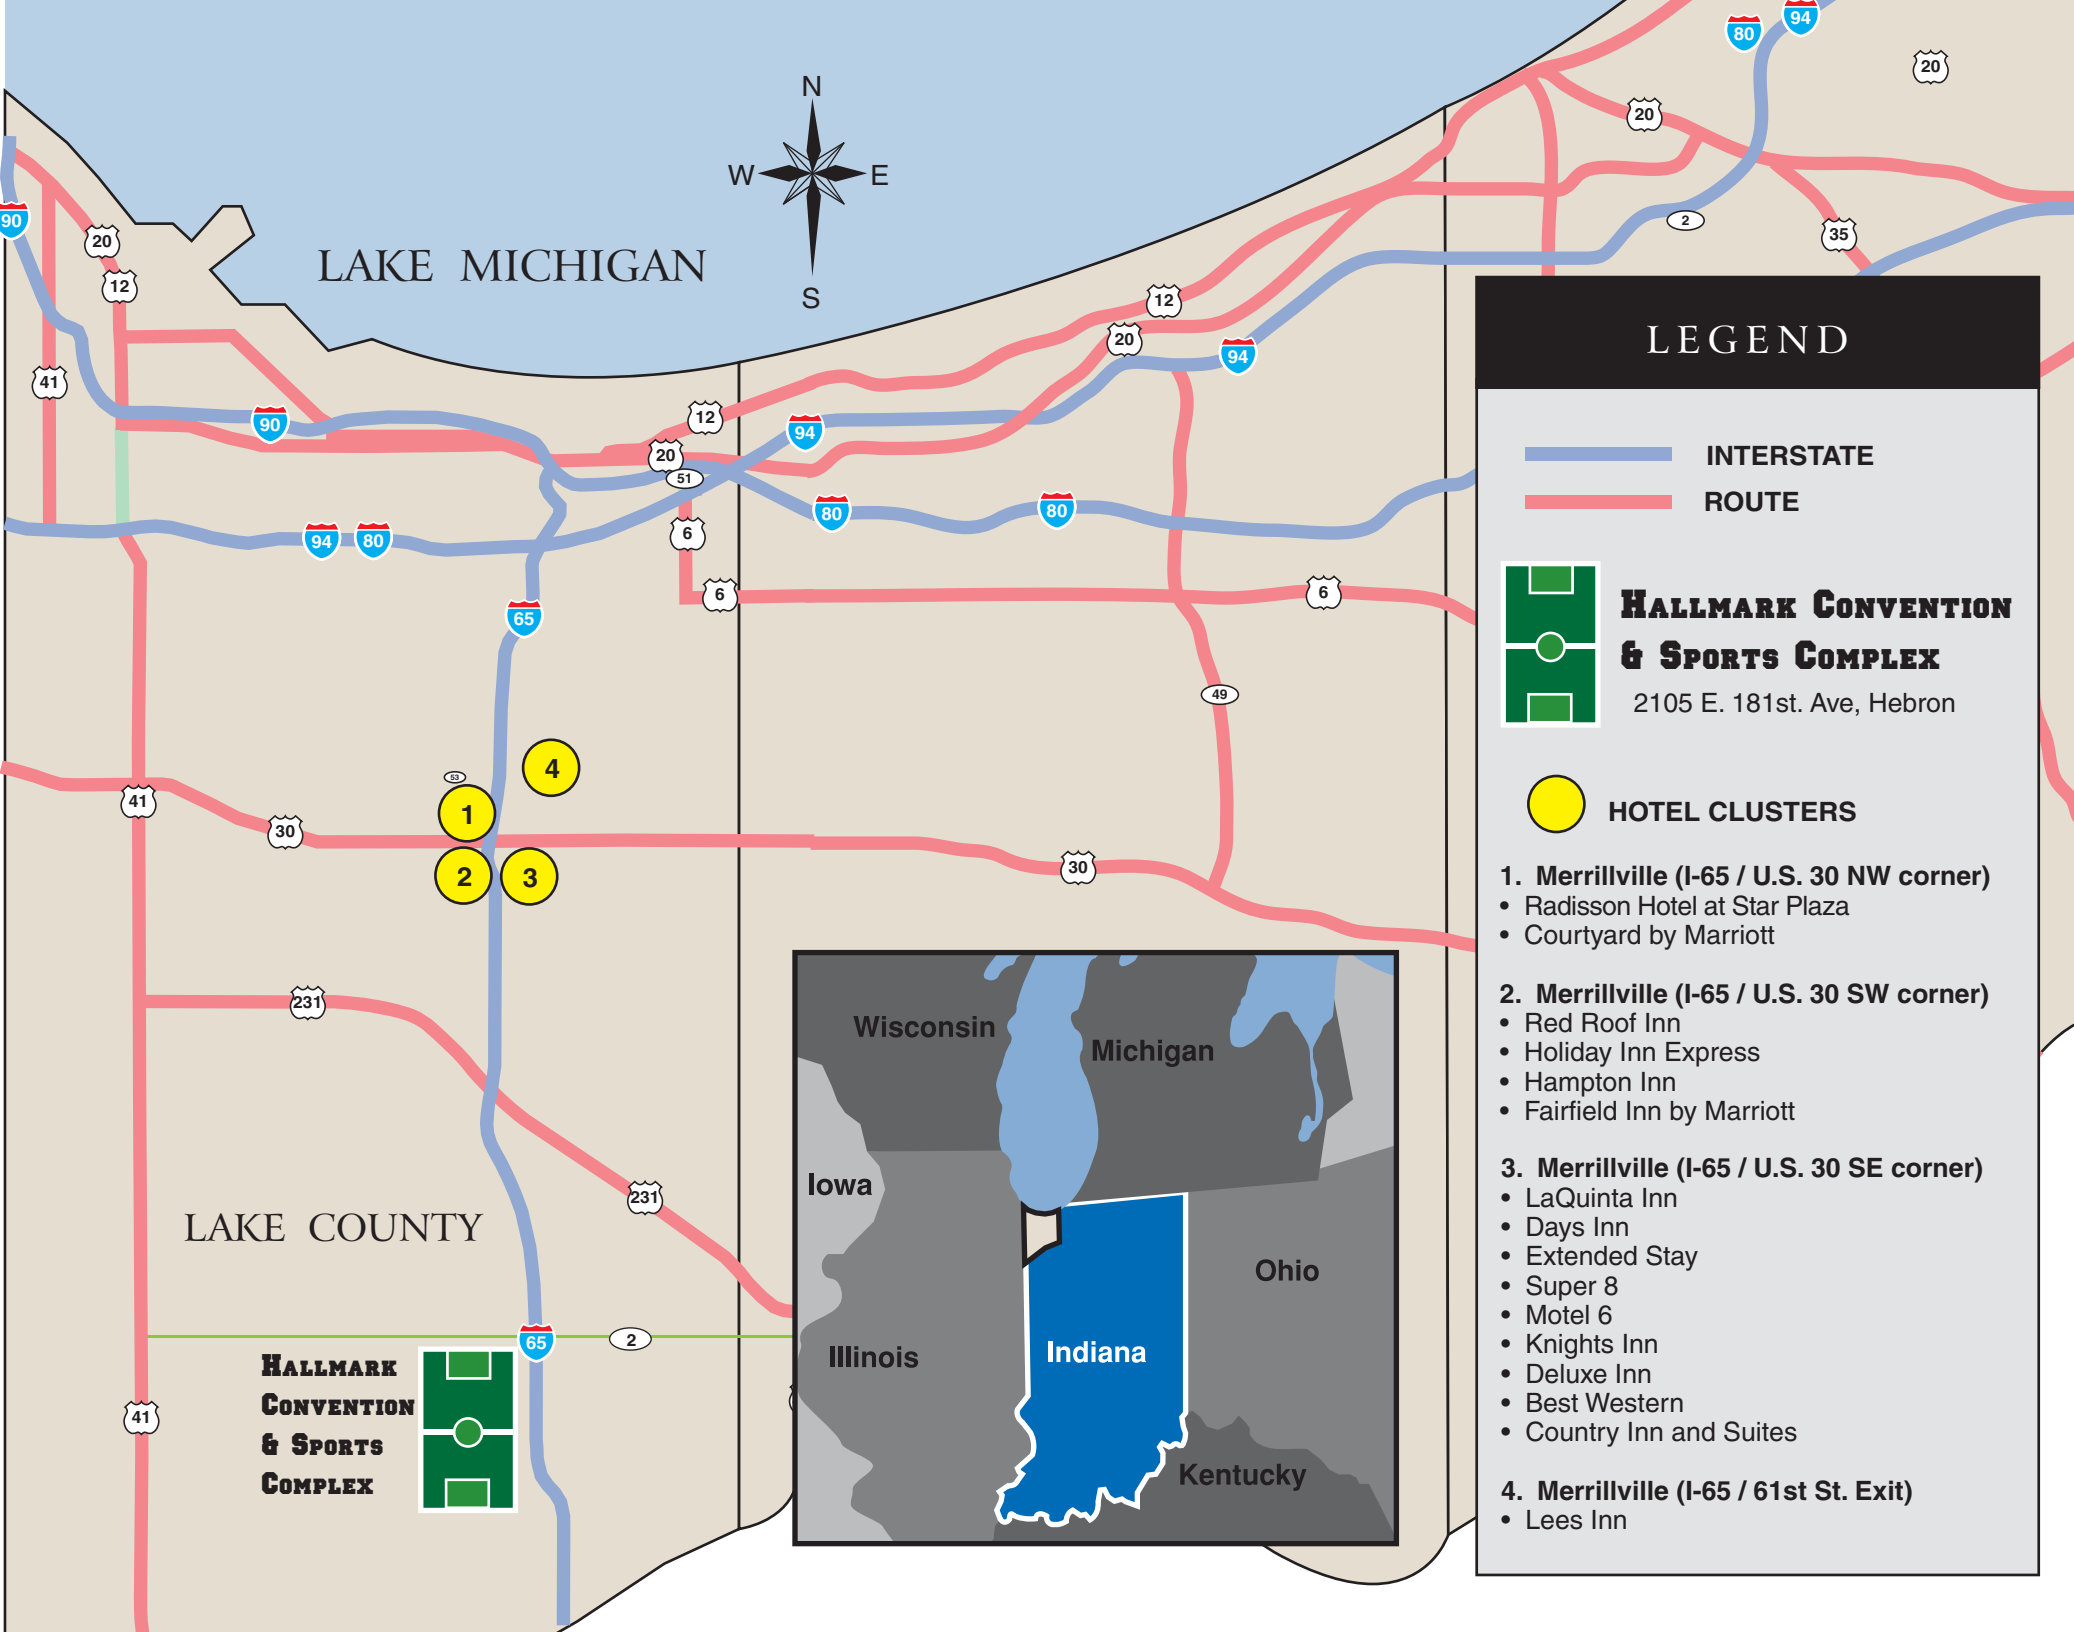 80
94
20
N
20
W
E
90
20
2
35
LAKE MICHIGAN
12
S
12
20
94
41
90
12
94
20
51
94
80
6
80
80
65
6
6
49
4
53
1
41
30
2
3
30
231
231
LAKE COUNTY
65
2
HALLMARK
CONVENTION
& SPORTS
COMPLEX
41
Wisconsin
Michigan
Iowa
Ohio
Illinois
Indiana
Kentucky
LEGEND
INTERSTATE
ROUTE
HALLMARK CONVENTION
& SPORTS COMPLEX
2105 E. 181st. Ave, Hebron
HOTEL CLUSTERS
1. Merrillville (I-65 / U.S. 30 NW corner)
• Radisson Hotel at Star Plaza
• Courtyard by Marriott
2. Merrillville (I-65 / U.S. 30 SW corner)
• Red Roof Inn
• Holiday Inn Express
• Hampton Inn
• Fairfield Inn by Marriott
3. Merrillville (I-65 / U.S. 30 SE corner)
• LaQuinta Inn
• Days Inn
• Extended Stay
• Super 8
• Motel 6
• Knights Inn
• Deluxe Inn
• Best Western
• Country Inn and Suites
4. Merrillville (I-65 / 61st St. Exit)
• Lees Inn